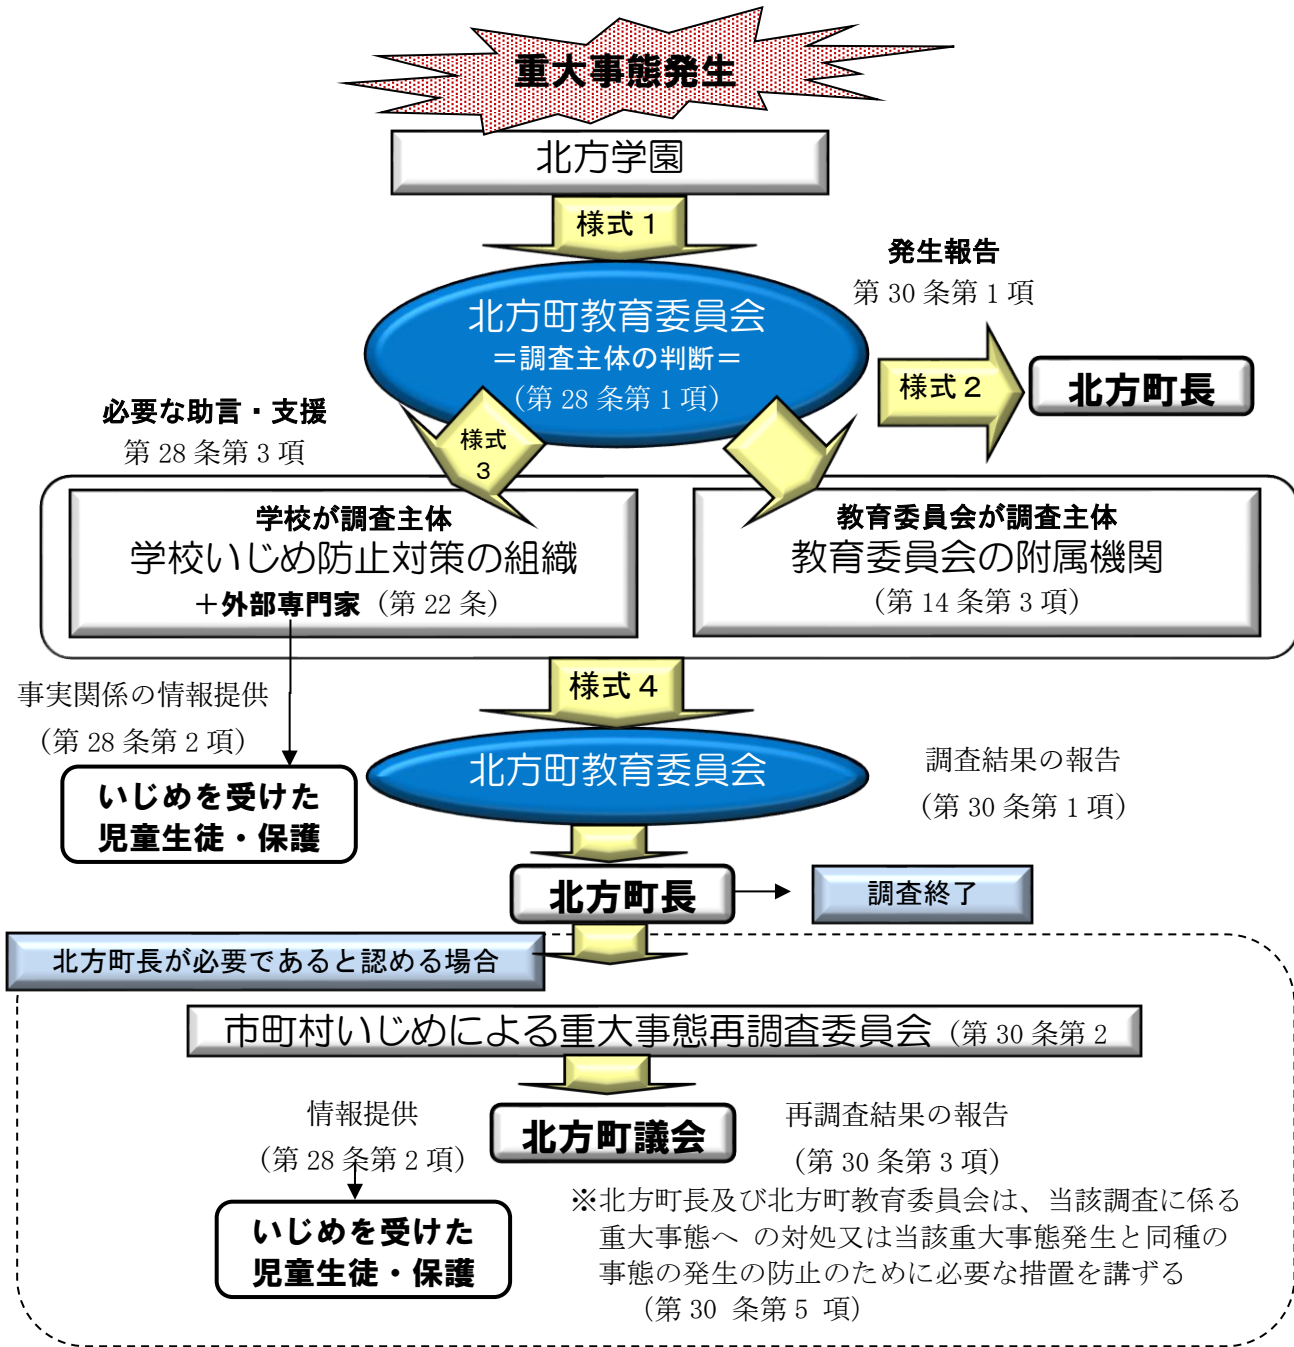 重大事態発生
北方学園
様式１
発生報告
第 30 条第 1 項
北方町教育委員会
＝調査主体の判断＝
（第 28 条第 1 項）
様式２
北方町長
必要な助言・支援
第 28 条第 3 項
様式
３
学校が調査主体
学校いじめ防止対策の組織
＋外部専門家（第 22 条）
教育委員会が調査主体
教育委員会の附属機関
（第 14 条第 3 項）
事実関係の情報提供
（第 28 条第 2 項）
いじめを受けた
児童生徒・保護
様式４
北方町教育委員会
調査結果の報告
（第 30 条第 1 項）
北方町長
調査終了
北方町長が必要であると認める場合
市町村いじめによる重大事態再調査委員会（第 30 条第 2
情報提供
（第 28 条第 2 項）
いじめを受けた
児童生徒・保護
北方町議会
再調査結果の報告
（第 30 条第 3 項）
※北方町長及び北方町教育委員会は、当該調査に係る
重大事態へ の対処又は当該重大事態発生と同種の
事態の発生の防止のために必要な措置を講ずる
（第 30 条第 5 項）